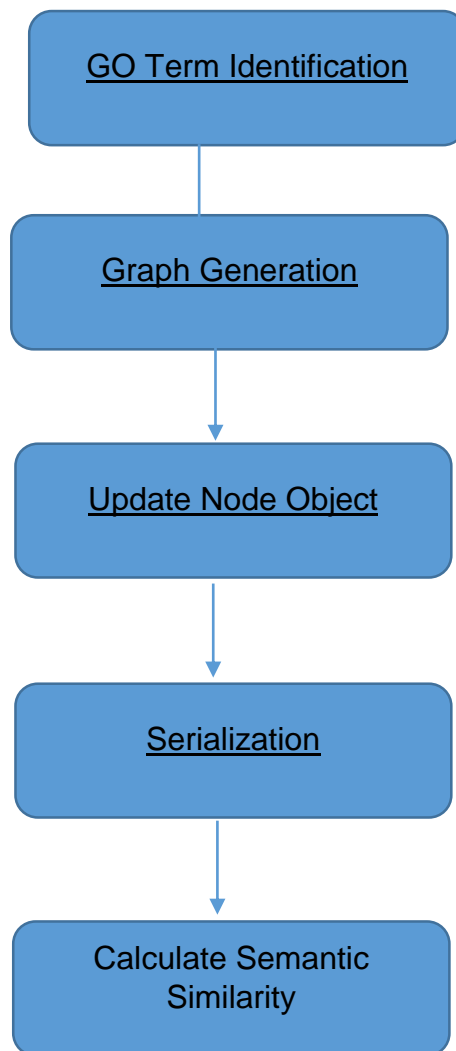 GO Term Identification
Graph Generation
Update Node Object
Serialization
Calculate Semantic
Similarity